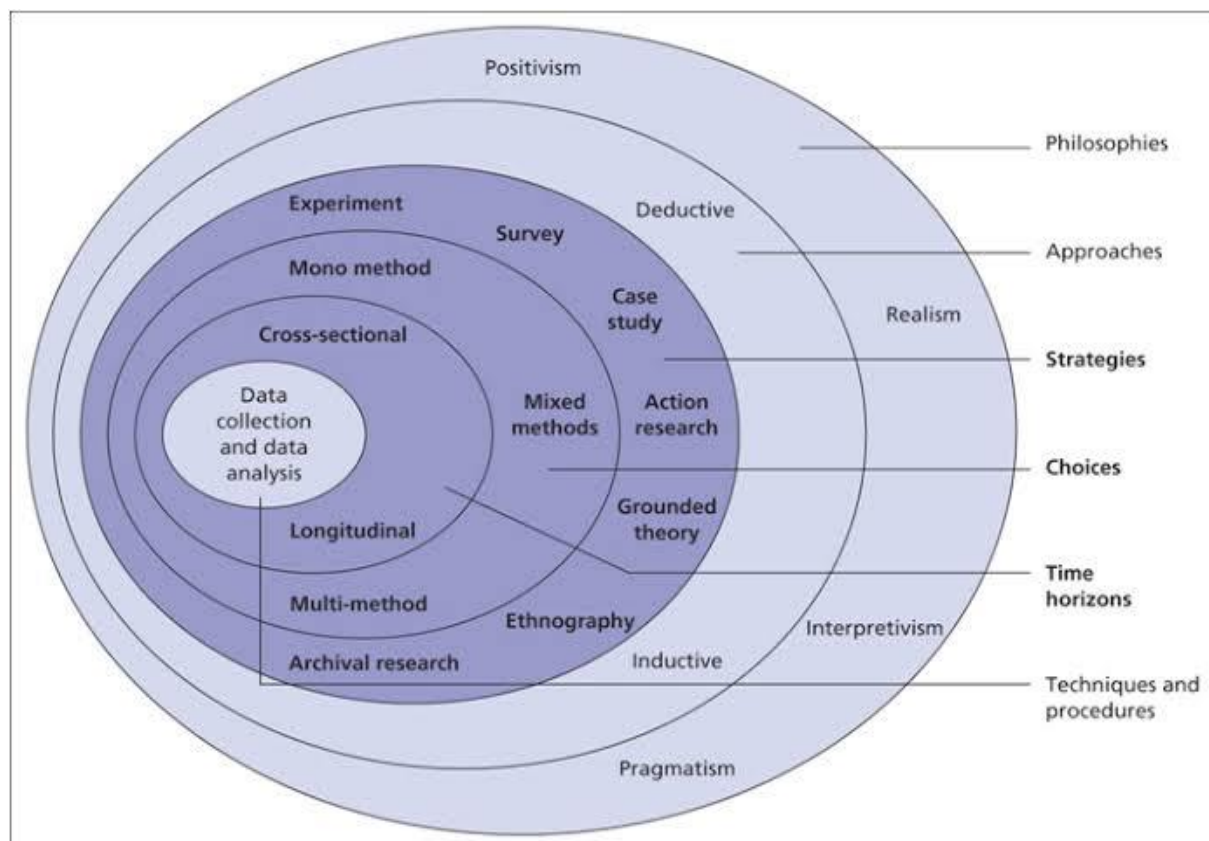 Positivism
Philosophies
Experiment
Deductive
Survey
Approaches
Mono method
Case
study
Realism
Cross-sectional
Strategies
Data
collection
and data
analysis
Mixed
methods
Action
research
Choices
Grounded
theory
Longitudinal
Time
horizons
Multi-method
Ethnography
Interpretivism
Archival research
Inductive
Techniques and
procedures
Pragmatism